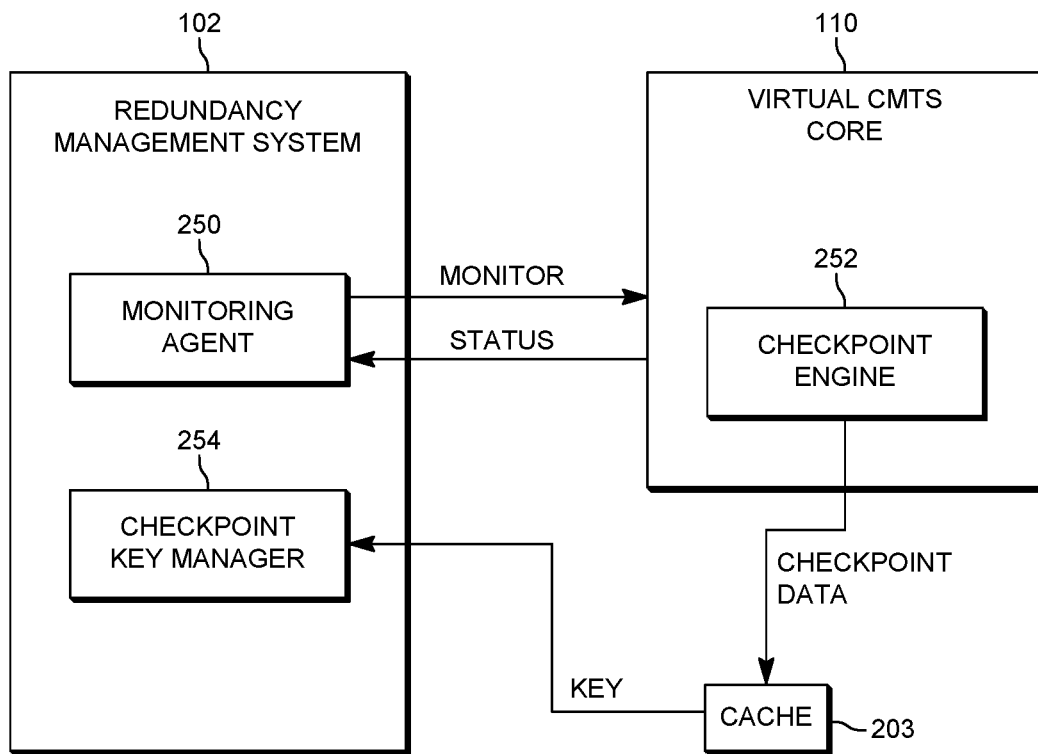 102
REDUNDANCY
MANAGEMENT SYSTEM
250
MONITORING
AGENT
254
CHECKPOINT
KEY MANAGER
MONITOR
STATUS
110
VIRTUAL CMTS
CORE
252
CHECKPOINT
ENGINE
CHECKPOINT
DATA
KEY
CACHE
203